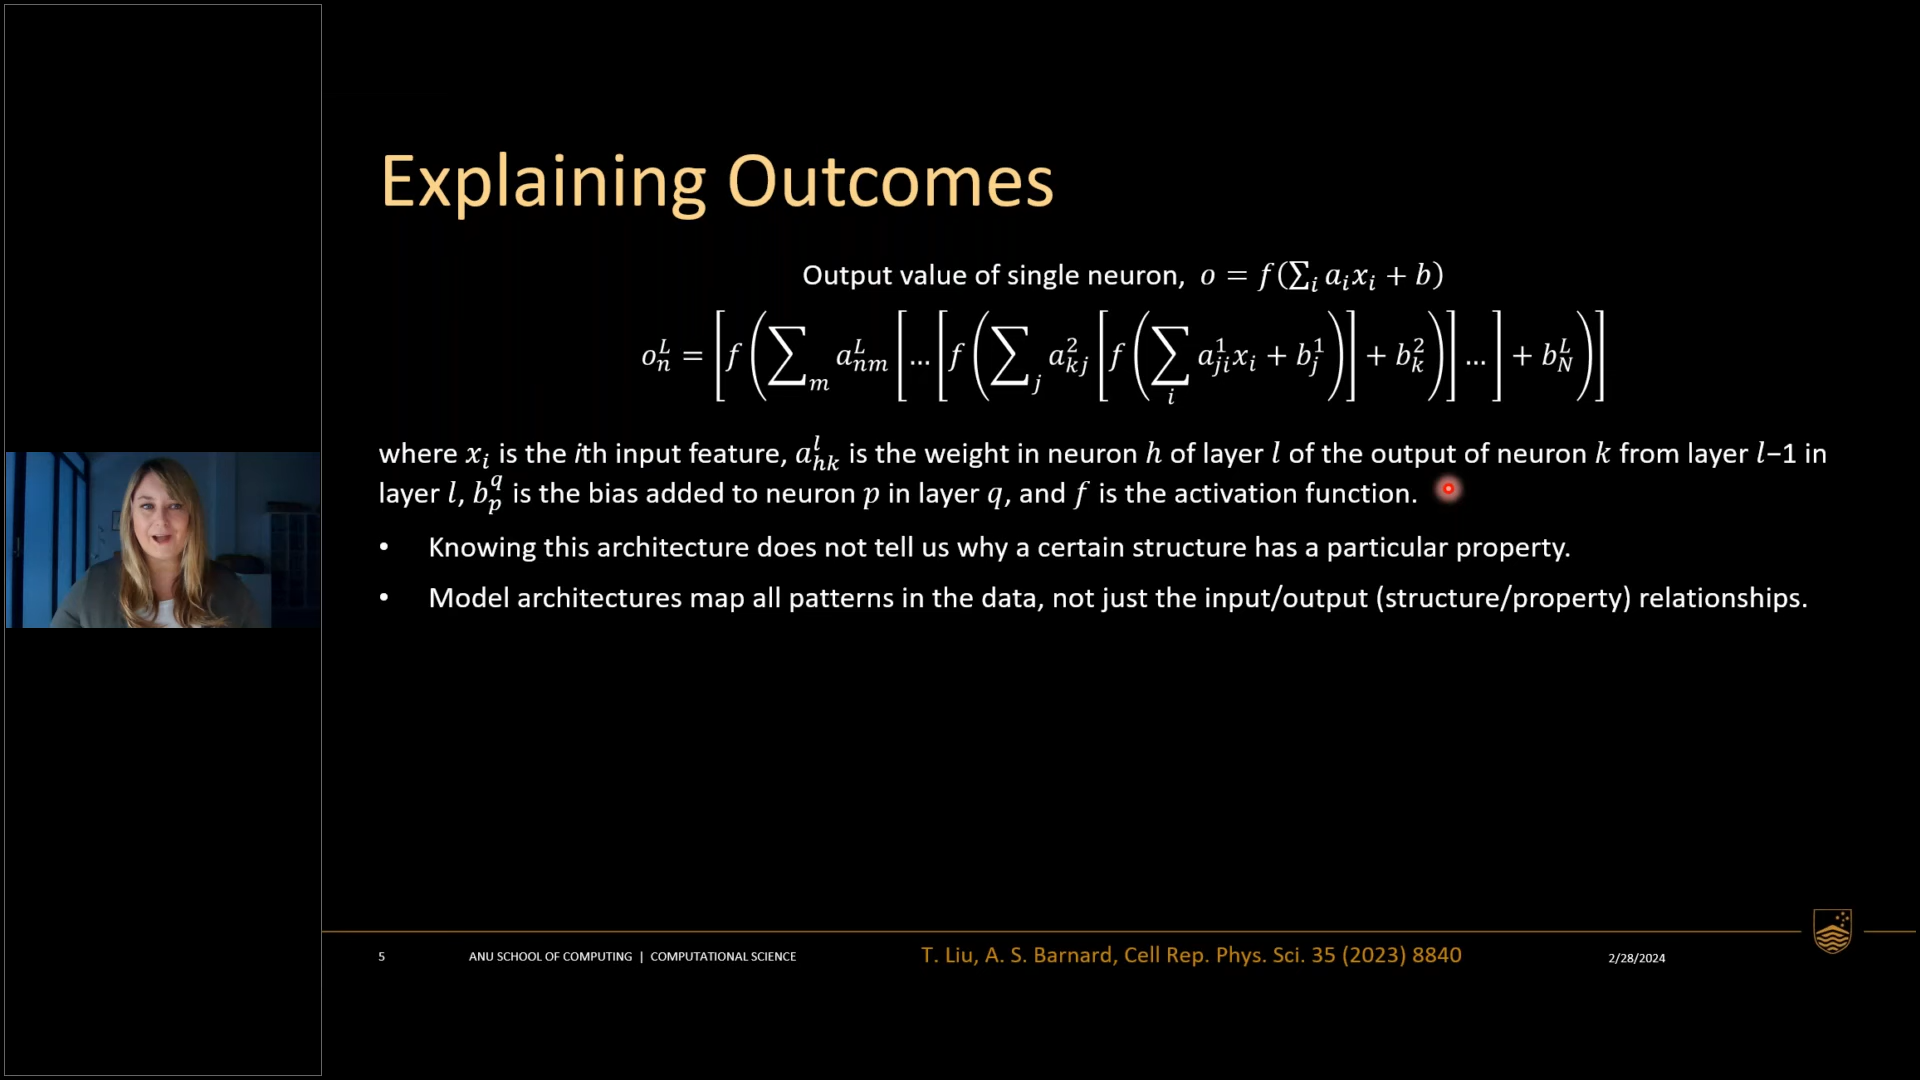 Explaining Outcomes
Output value of single neuron, o = f(∑ᵢ aᵢxᵢ + b)
oₙᴸ = [f(∑ₘ aₙₘᴸ [...[f(∑ⱼ aₖⱼ² [f(∑ᵢ aⱼᵢ¹xᵢ + bⱼ¹)] + bₖ²)]...] + b_N^L)]
where xᵢ is the ith input feature, aₕₖˡ is the weight in neuron h of layer l of the output of neuron k from layer l−1 in
layer l, b_p^q is the bias added to neuron p in layer q, and f is the activation function.
• Knowing this architecture does not tell us why a certain structure has a particular property.
• Model architectures map all patterns in the data, not just the input/output (structure/property) relationships.
5 ANU SCHOOL OF COMPUTING | COMPUTATIONAL SCIENCE T. Liu, A. S. Barnard, Cell Rep. Phys. Sci. 35 (2023) 8840 2/28/2024